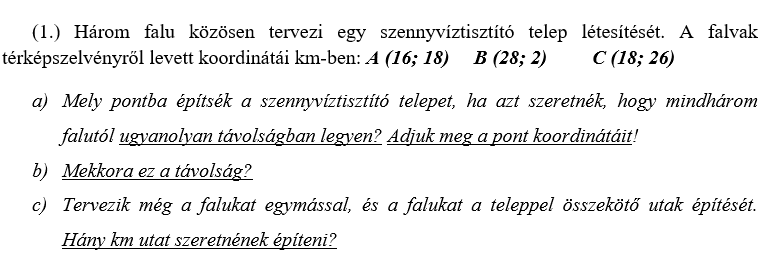 (1.) Három falu közösen tervezi egy szennyvíztisztító telep létesítését. A falvak
térképszelvényről levett koordinátái km-ben: A (16; 18) B (28; 2) C (18; 26)
a) Mely pontba építsék a szennyvíztisztító telepet, ha azt szeretnék, hogy mindhárom
falutól ugyanolyan távolságban legyen? Adjuk meg a pont koordinátáit!
b) Mekkora ez a távolság?
c) Tervezik még a falukat egymással, és a falukat a teleppel összekötő utak építését.
Hány km utat szeretnének építeni?